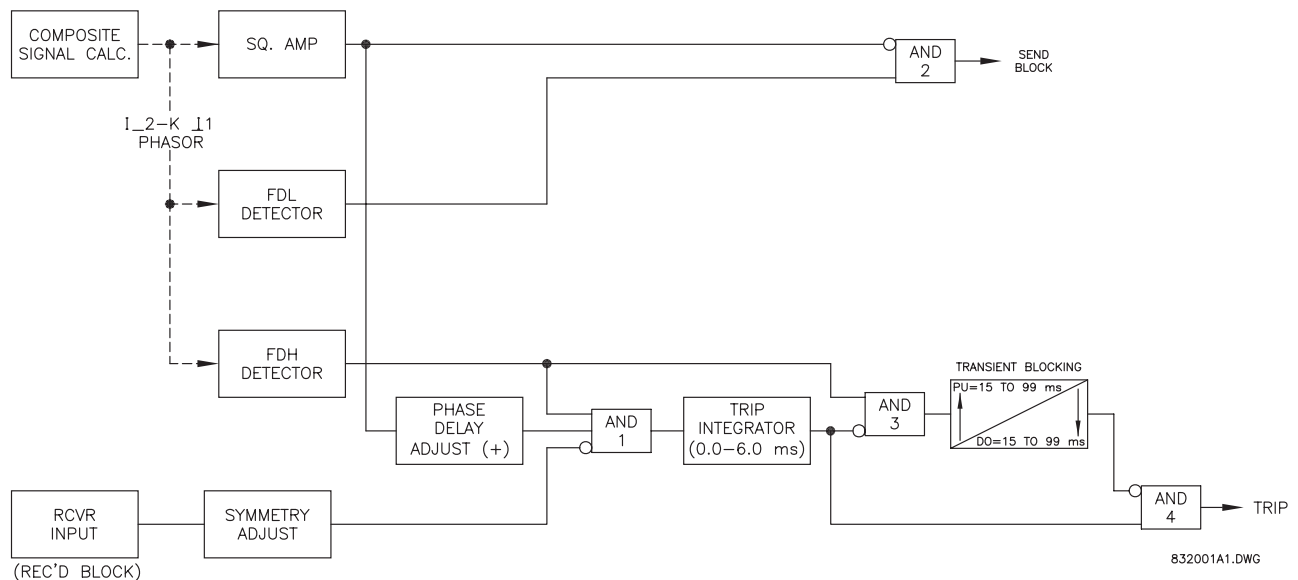 COMPOSITE
SIGNAL CALC.
SQ. AMP
AND
2
SEND
BLOCK
I_2-K I_1
PHASOR
FDL
DETECTOR
FDH
DETECTOR
TRANSIENT BLOCKING
PU=15 TO 99 ms
DO=15 TO 99 ms
PHASE
DELAY
ADJUST (+)
AND
1
TRIP
INTEGRATOR
(0.0-6.0 ms)
AND
3
RCVR
INPUT
(REC'D BLOCK)
SYMMETRY
ADJUST
AND
4
TRIP
832001A1.DWG